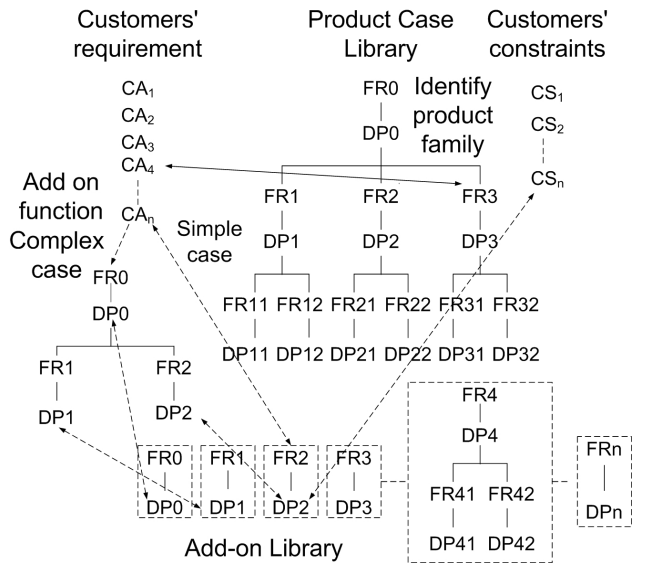 Customers'
requirement
Product Case
Library
Customers'
constraints
CA1
CA2
CA3
CA4
CAn
FR0
DP0
Identify
product
family
CS1
CS2
CSn
Add on
function
Complex
case
Simple
case
FR1 FR2 FR3
DP1 DP2 DP3
FR11 FR12 FR21 FR22 FR31 FR32
DP11 DP12 DP21 DP22 DP31 DP32
FR0
DP0
FR1 FR2
DP1 DP2
FR0 FR1 FR2 FR3
DP0 DP1 DP2 DP3
FR4
DP4
FR41 FR42
DP41 DP42
FRn
DPn
Add-on Library